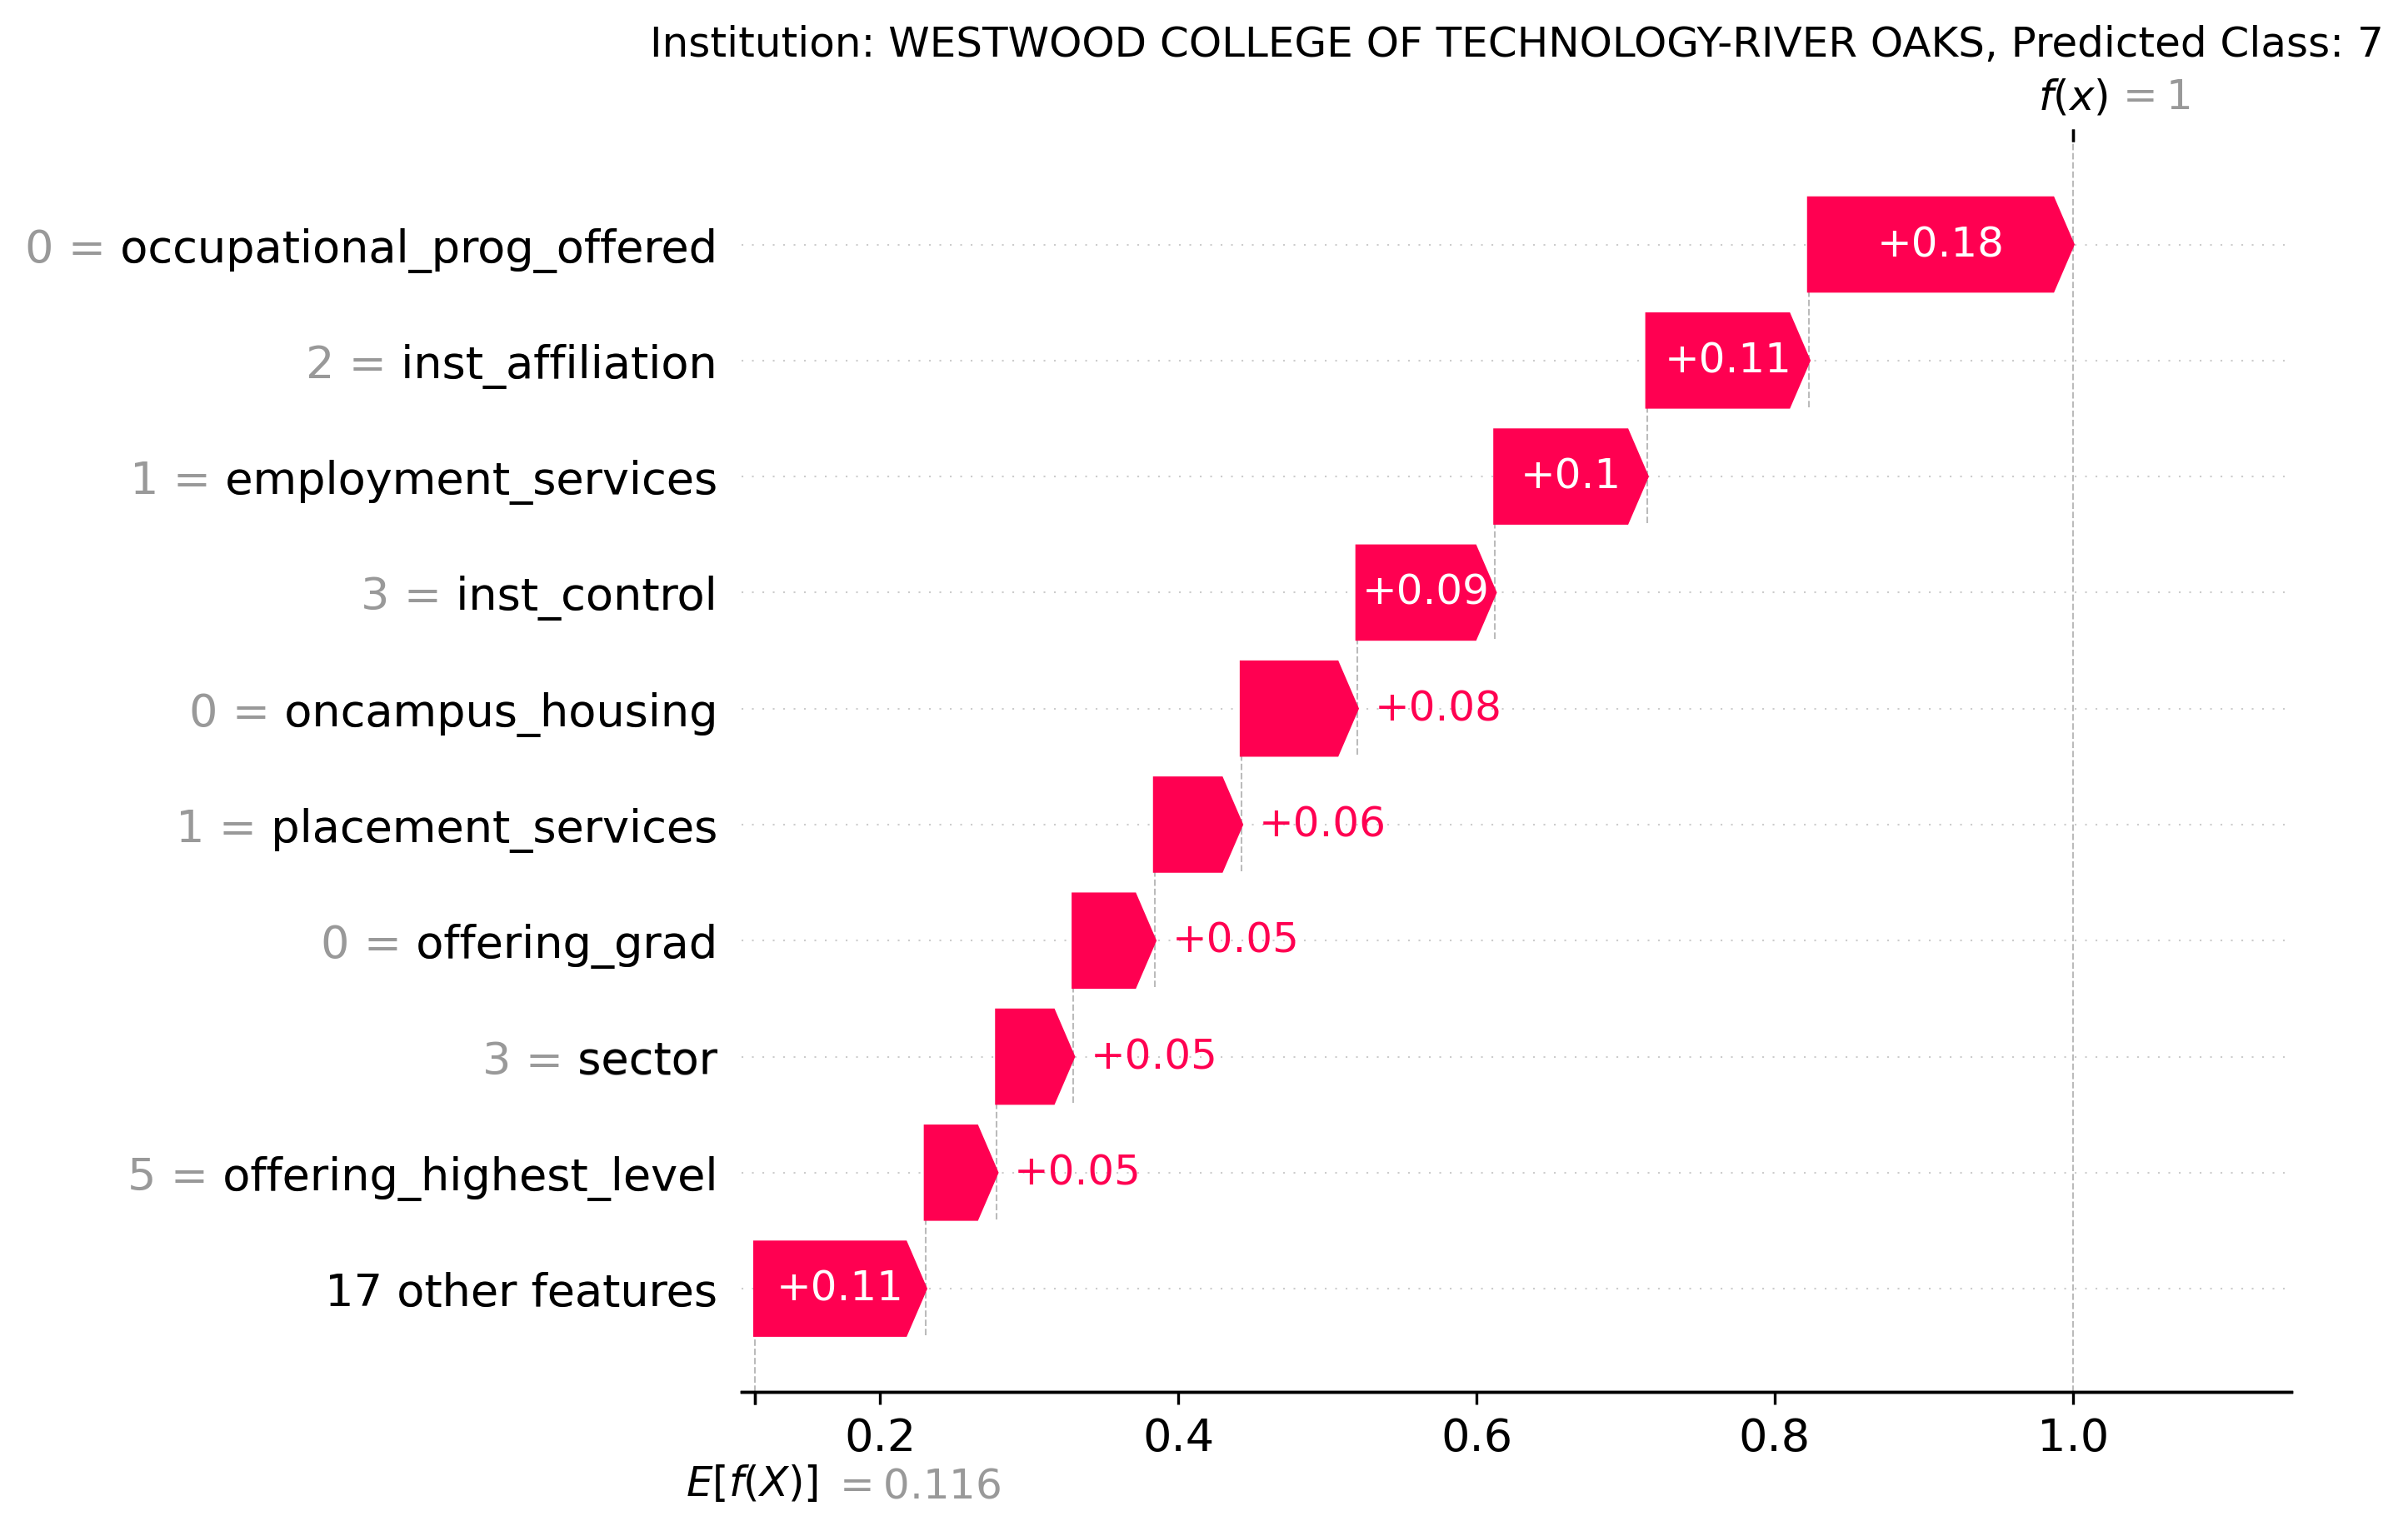 Institution: WESTWOOD COLLEGE OF TECHNOLOGY-RIVER OAKS, Predicted Class: 7
f(x) = 1
0 = occupational_prog_offered +0.18
2 = inst_affiliation +0.11
1 = employment_services +0.1
3 = inst_control +0.09
0 = oncampus_housing +0.08
1 = placement_services +0.06
0 = offering_grad +0.05
3 = sector +0.05
5 = offering_highest_level +0.05
17 other features +0.11
0.2 0.4 0.6 0.8 1.0
E[f(X)] = 0.116